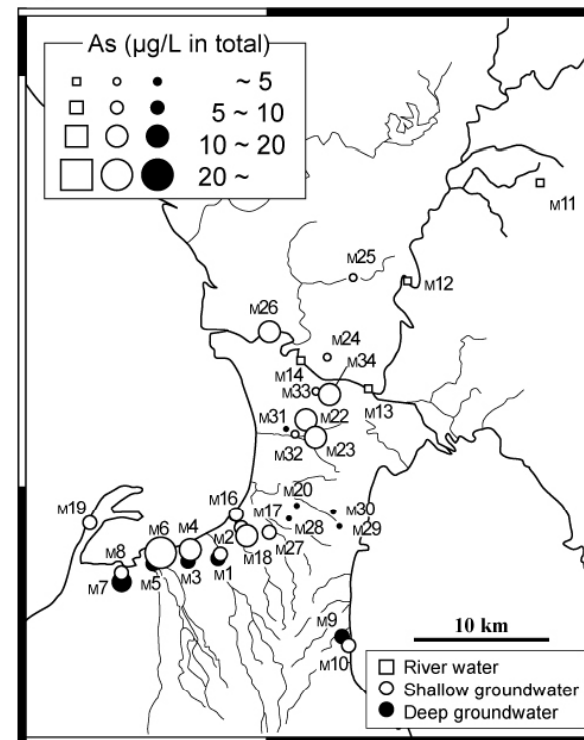 As (μg/L in total)
~ 5
5 ~ 10
10 ~ 20
20 ~
M11
M25
M12
M26
M24
M34
M14
M33
M13
M31
M22
M32
M23
M20
M30
M16
M17
M28
M29
M19
M6
M4
M2
M18
M27
M8
M7
M5
M3
M1
M9
M10
10 km
River water
Shallow groundwater
Deep groundwater